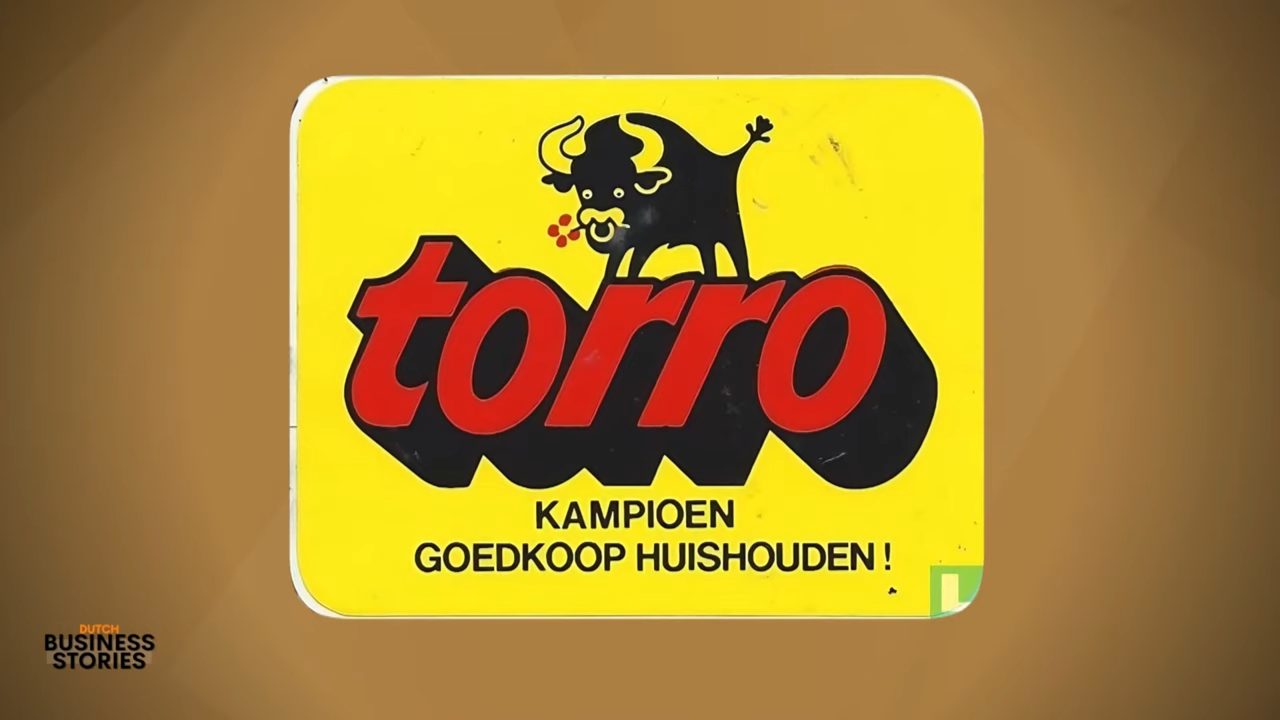 torro
KAMPIOEN
GOEDKOOP HUISHOUDEN!
DUTCH
BUSINESS
STORIES
L